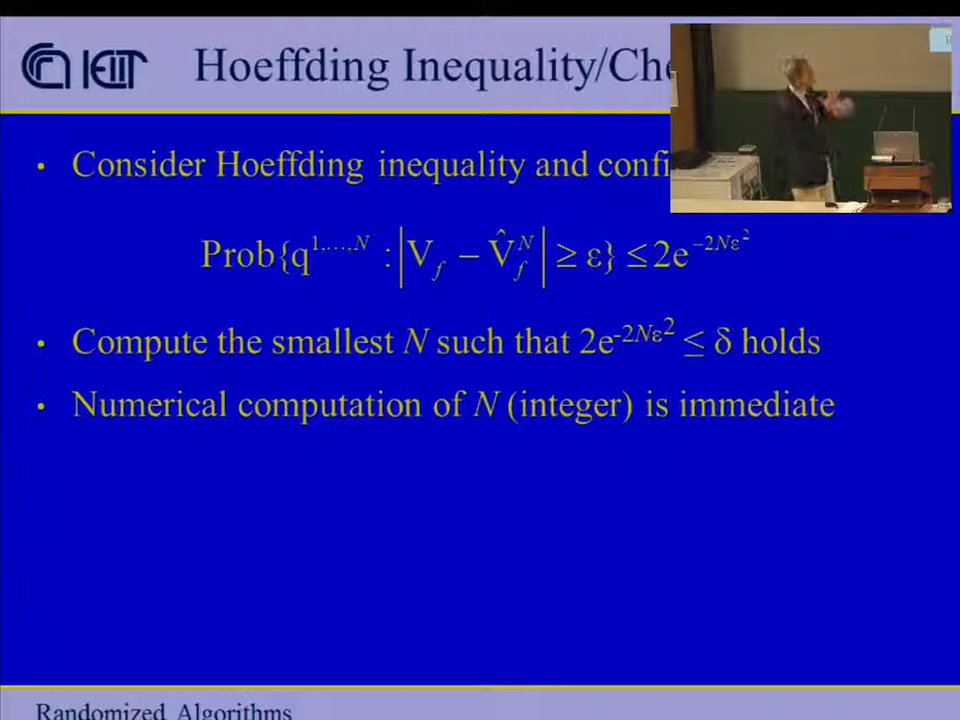 IEIIT Hoeffding Inequality/Che
• Consider Hoeffding inequality and confi
Prob{q^{1,...,N} : |V_f − V̂_f^N| ≥ ε} ≤ 2e^{−2Nε²}
• Compute the smallest N such that 2e^{-2Nε²} ≤ δ holds
• Numerical computation of N (integer) is immediate
Randomized Algorithms